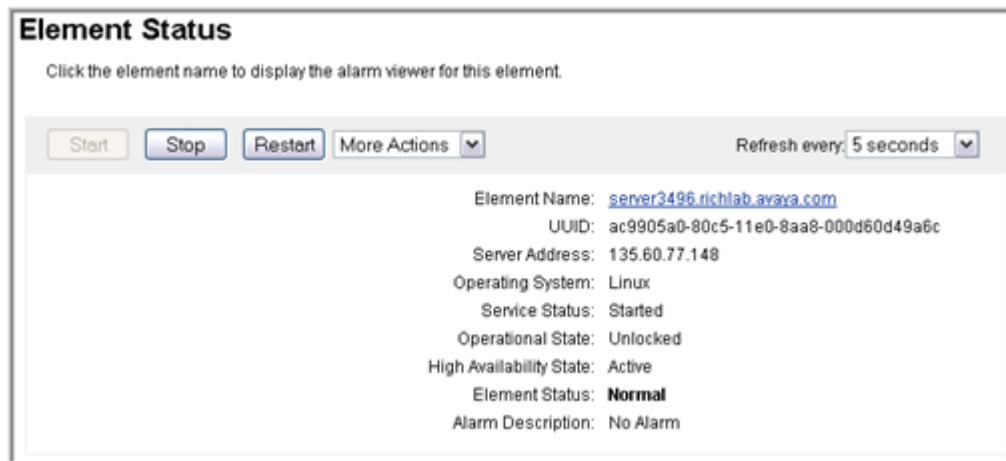 Element Status
Click the element name to display the alarm viewer for this element.
Start Stop Restart More Actions Refresh every: 5 seconds
Element Name: server3496.richlab.avaya.com
UUID: ac9905a0-80c5-11e0-8aa8-000d60d49a6c
Server Address: 135.60.77.148
Operating System: Linux
Service Status: Started
Operational State: Unlocked
High Availability State: Active
Element Status: Normal
Alarm Description: No Alarm